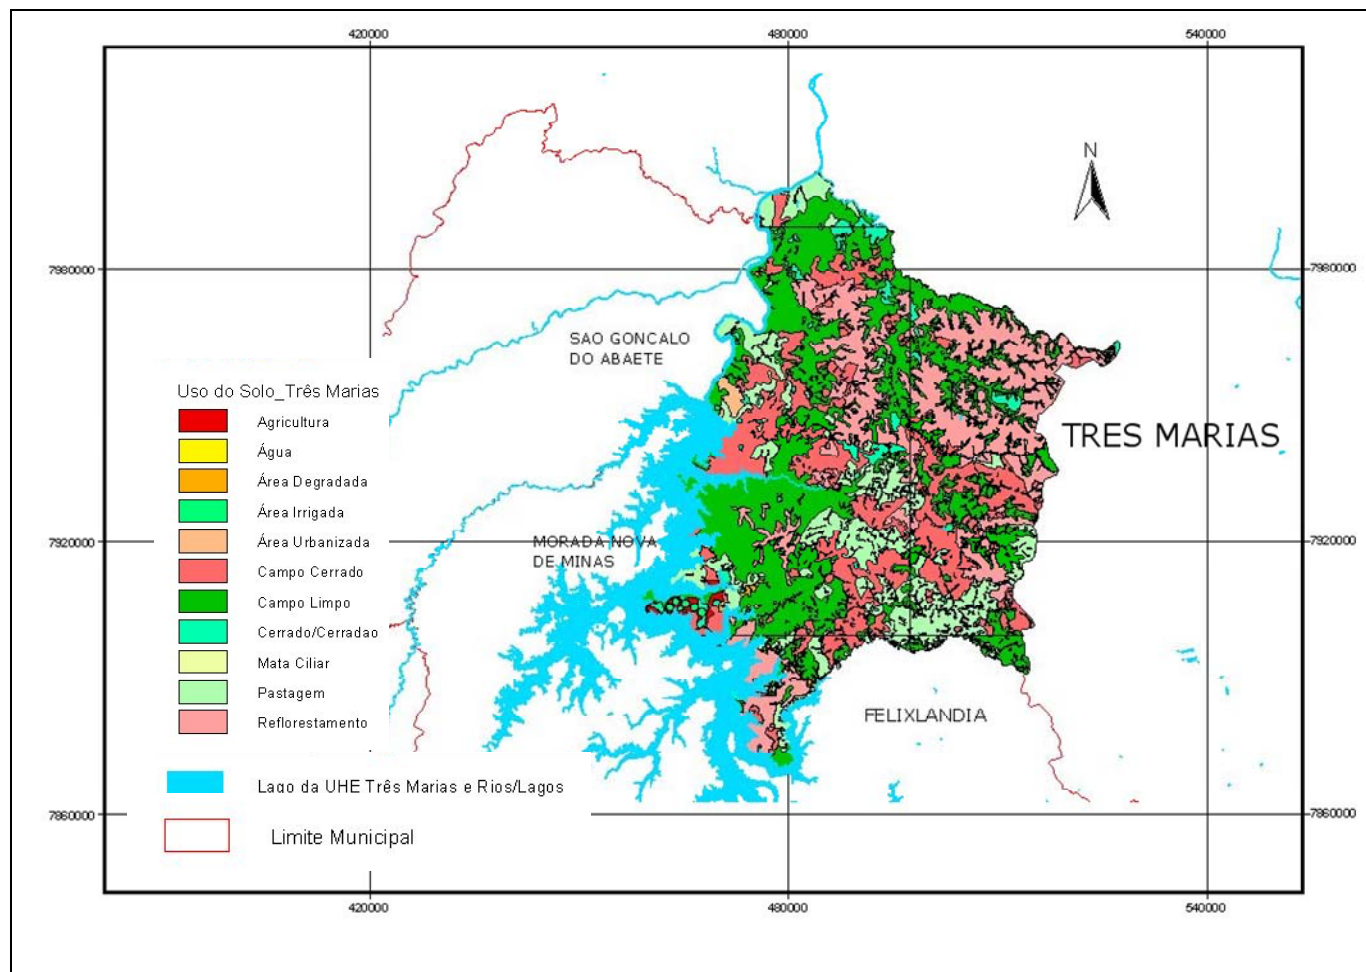 420000
480000
540000
N
7980000
7980000
SAO GONCALO
DO ABAETE
Uso do Solo_Três Marias
Agricultura
Água
Área Degradada
Área Irrigada
Área Urbanizada
Campo Cerrado
Campo Limpo
Cerrado/Cerradao
Mata Ciliar
Pastagem
Reflorestamento
TRES MARIAS
7920000
7920000
MORADA NOVA
DE MINAS
FELIXLANDIA
Lago da UHE Três Marias e Rios/Lagos
Limite Municipal
7860000
7860000
420000
480000
540000